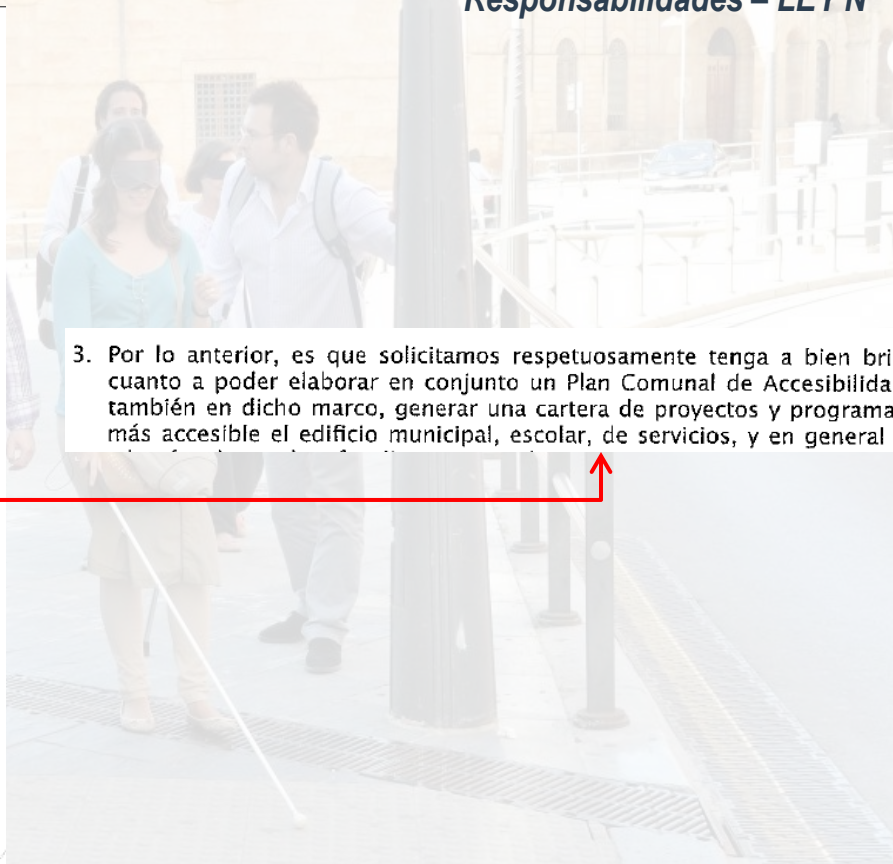 Responsabilidades – LEY N
3. Por lo anterior, es que solicitamos respetuosamente tenga a bien bri
cuanto a poder elaborar en conjunto un Plan Comunal de Accesibilida
también en dicho marco, generar una cartera de proyectos y programa
más accesible el edificio municipal, escolar, de servicios, y en general